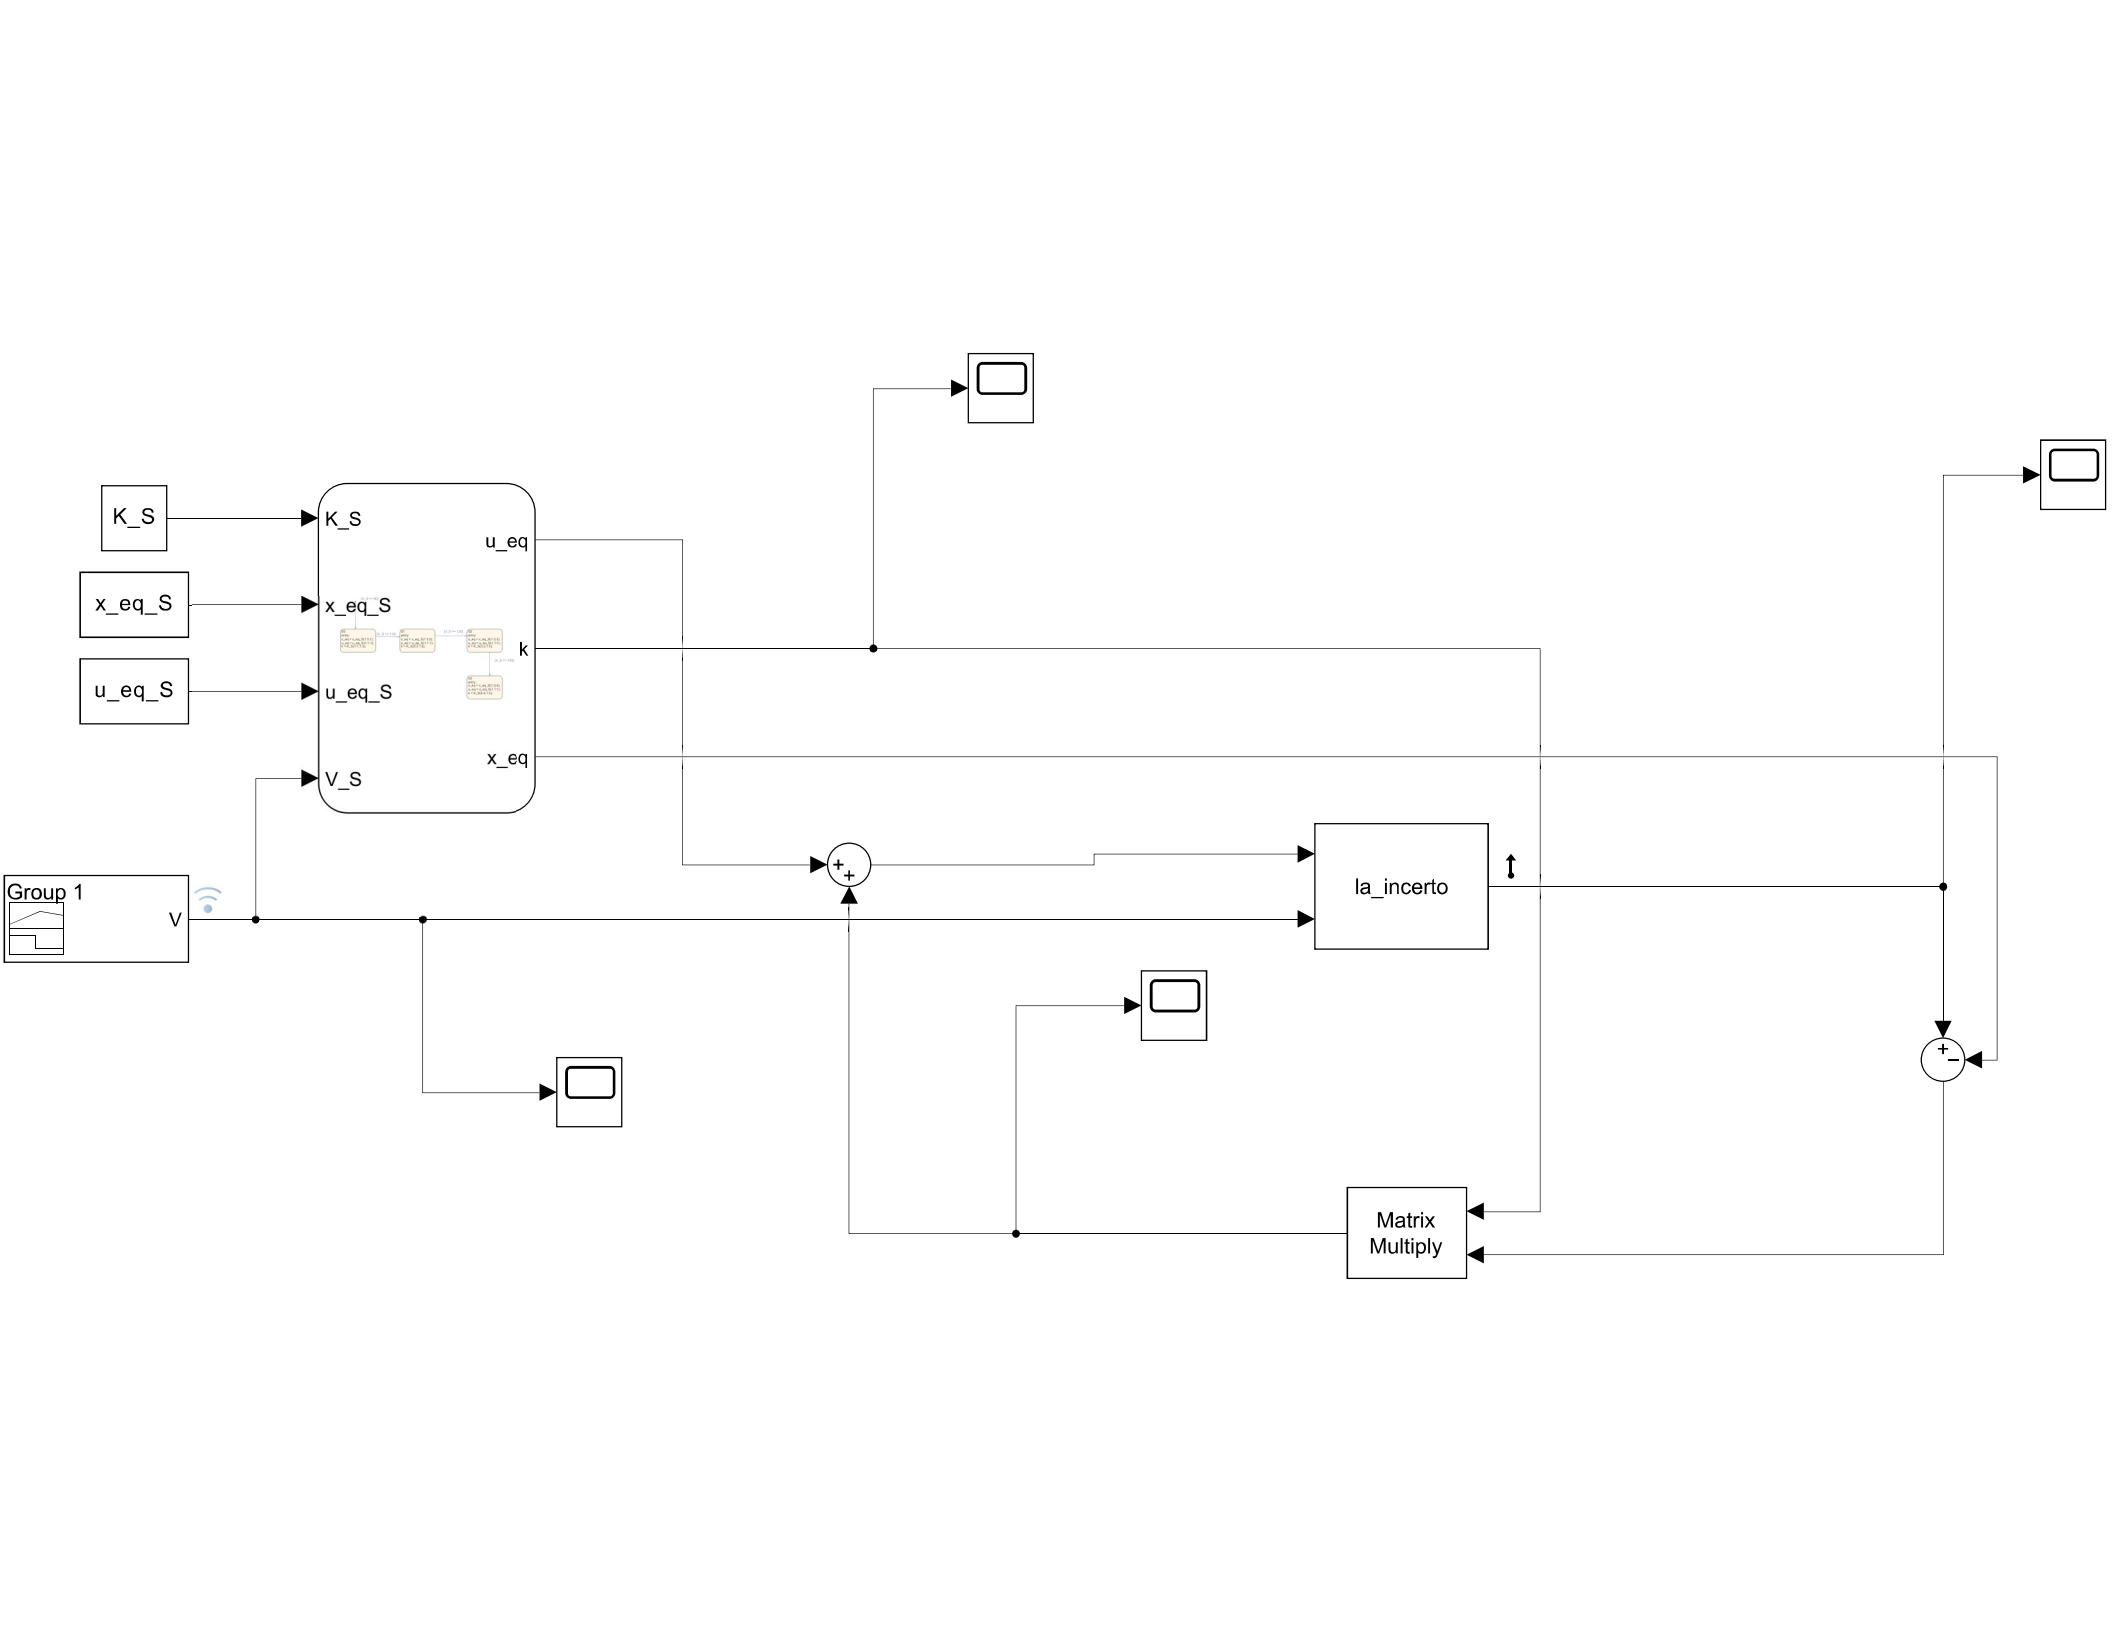 K_S
x_eq_S
u_eq_S
K_S
x_eq_S
u_eq_S
V_S
u_eq
k
x_eq
Group 1
V
+
+
la_incerto
+
−
Matrix
Multiply